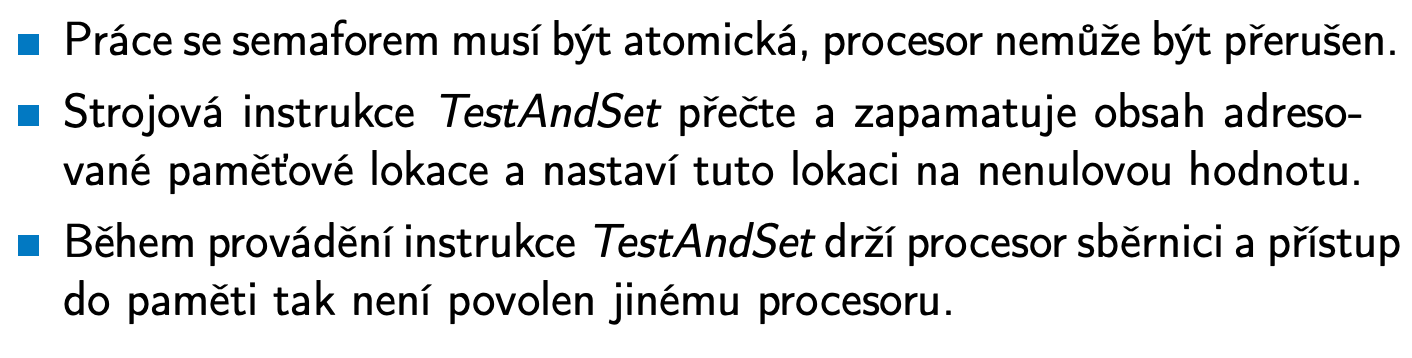 Práce se semaforem musí být atomická, procesor nemůže být přerušen.
Strojová instrukce TestAndSet přečte a zapamatuje obsah adreso-
vané paměťové lokace a nastaví tuto lokaci na nenulovou hodnotu.
Během provádění instrukce TestAndSet drží procesor sběrnici a přístup
do paměti tak není povolen jinému procesoru.